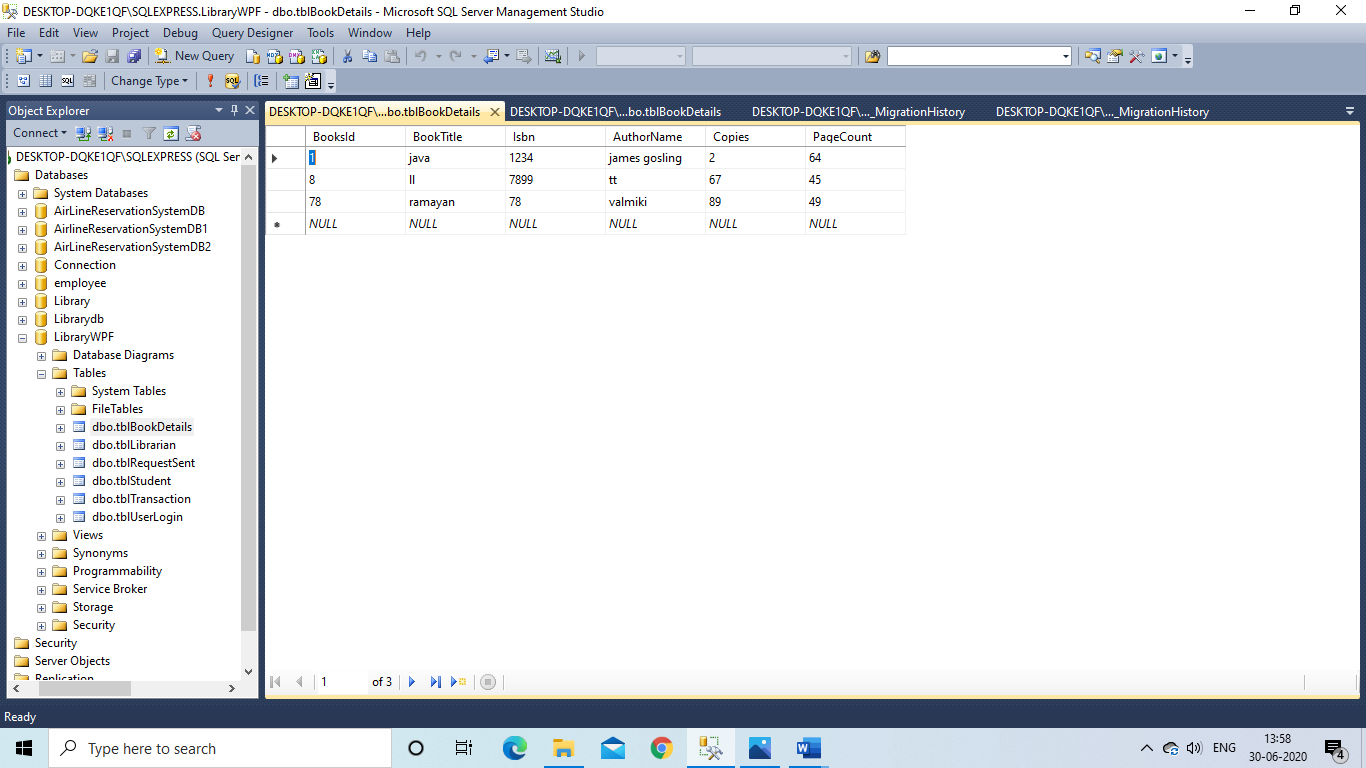 DESKTOP-DQKE1QF\SQLEXPRESS.LibraryWPF - dbo.tblBookDetails - Microsoft SQL Server Management Studio
File Edit View Project Debug Query Designer Tools Window Help
New Query
Change Type
Object Explorer
DESKTOP-DQKE1QF\...bo.tblBookDetails DESKTOP-DQKE1QF\...bo.tblBookDetails DESKTOP-DQKE1QF\..._MigrationHistory DESKTOP-DQKE1QF\..._MigrationHistory
Connect
DESKTOP-DQKE1QF\SQLEXPRESS (SQL Ser
Databases
System Databases
AirLineReservationSystemDB
AirlineReservationSystemDB1
AirLineReservationSystemDB2
Connection
employee
Library
Librarydb
LibraryWPF
Database Diagrams
Tables
System Tables
FileTables
dbo.tblBookDetails
dbo.tblLibrarian
dbo.tblRequestSent
dbo.tblStudent
dbo.tblTransaction
dbo.tblUserLogin
Views
Synonyms
Programmability
Service Broker
Storage
Security
Security
Server Objects
Replication
BooksId BookTitle Isbn AuthorName Copies PageCount
1 java 1234 james gosling 2 64
8 ll 7899 tt 67 45
78 ramayan 78 valmiki 89 49
NULL NULL NULL NULL NULL NULL
1 of 3
Ready
Type here to search
ENG
13:58
30-06-2020
4